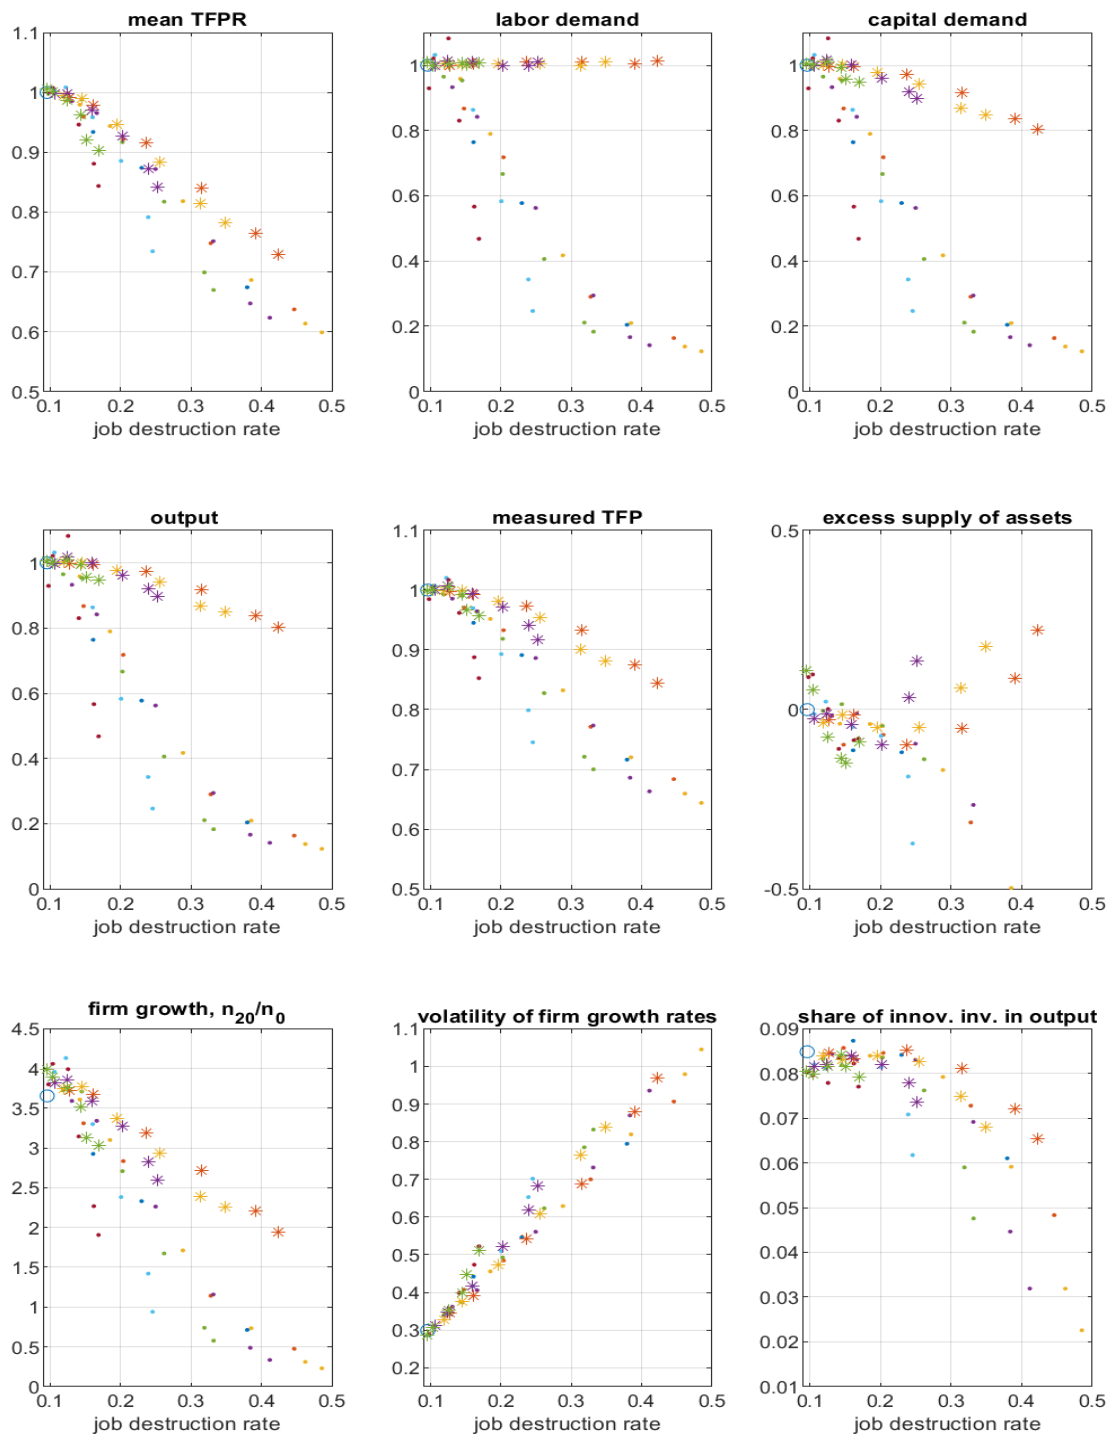 mean TFPR
1.1
1
0.9
0.8
0.7
0.6
0.5
0.1 0.2 0.3 0.4 0.5
job destruction rate
labor demand
1
0.8
0.6
0.4
0.2
0
0.1 0.2 0.3 0.4 0.5
job destruction rate
capital demand
1
0.8
0.6
0.4
0.2
0
0.1 0.2 0.3 0.4 0.5
job destruction rate
output
1
0.8
0.6
0.4
0.2
0
0.1 0.2 0.3 0.4 0.5
job destruction rate
measured TFP
1.1
1
0.9
0.8
0.7
0.6
0.5
0.1 0.2 0.3 0.4 0.5
job destruction rate
excess supply of assets
0.5
0
-0.5
0.1 0.2 0.3 0.4 0.5
job destruction rate
firm growth, n20/n0
4.5
4
3.5
3
2.5
2
1.5
1
0.5
0
0.1 0.2 0.3 0.4 0.5
job destruction rate
volatility of firm growth rates
1.1
1
0.9
0.8
0.7
0.6
0.5
0.4
0.3
0.2
0.1 0.2 0.3 0.4 0.5
job destruction rate
share of innov. inv. in output
0.09
0.08
0.07
0.06
0.05
0.04
0.03
0.02
0.01
0.1 0.2 0.3 0.4 0.5
job destruction rate